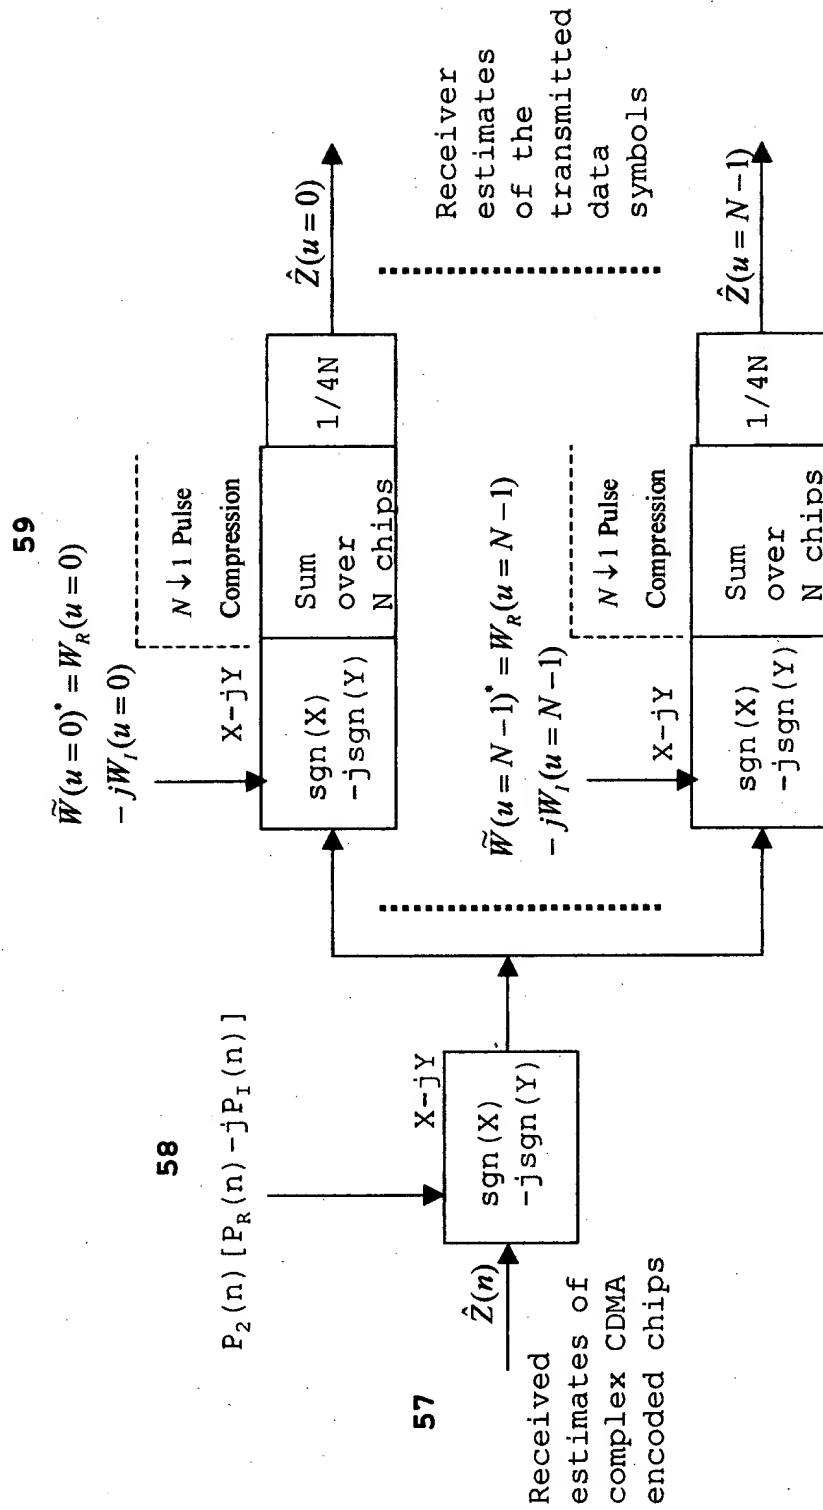 59
W̃(u=0)* = W_R(u=0)
- jW_I(u=0)
X-jY
N↓1 Pulse
Compression
sgn(X)
-jsgn(Y)
Sum
over
N chips
1/4N
Ẑ(u=0)
58
P₂(n)[P_R(n)-jP_I(n)]
X-jY
sgn(X)
-jsgn(Y)
Ẑ(n)
57
Received
estimates of
complex CDMA
encoded chips
W̃(u=N-1)* = W_R(u=N-1)
- jW_I(u=N-1)
X-jY
N↓1 Pulse
Compression
sgn(X)
-jsgn(Y)
Sum
over
N chips
1/4N
Ẑ(u=N-1)
Receiver
estimates
of the
transmitted
data
symbols